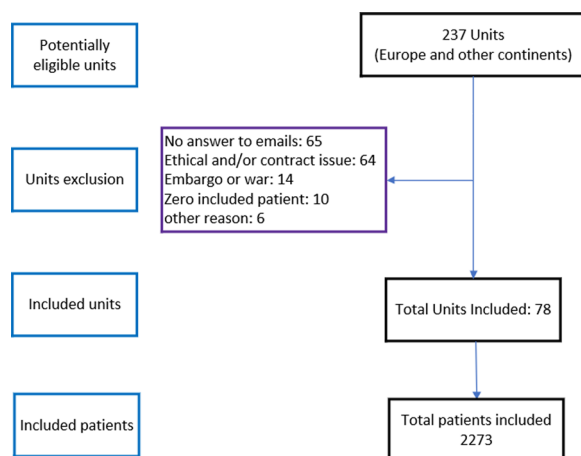 Potentially
eligible units
237 Units
(Europe and other continents)
Units exclusion
No answer to emails: 65
Ethical and/or contract issue: 64
Embargo or war: 14
Zero included patient: 10
other reason: 6
Included units
Total Units Included: 78
Included patients
Total patients included
2273